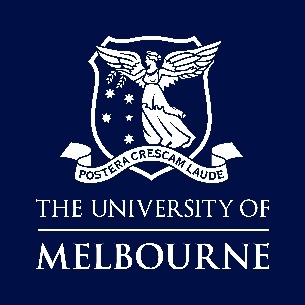 POSTERA CRESCAM LAUDE
THE UNIVERSITY OF
MELBOURNE